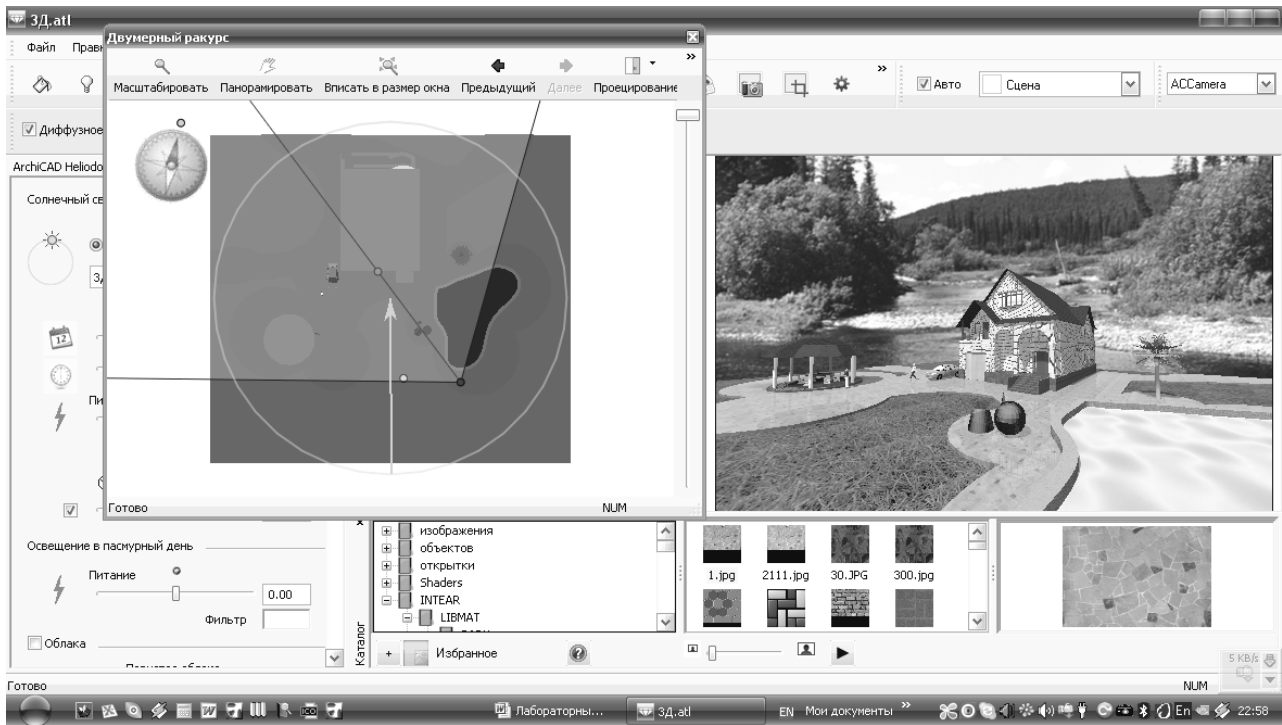 3Д.atl
Файл Правк
Двумерный ракурс
Масштабировать Панорамировать Вписать в размер окна Предыдущий Далее Проецирование
Авто Сцена ACCamera
Диффузное
ArchiCAD Heliodo
Солнечный св
12
Готово NUM
Освещение в пасмурный день
Питание
0.00
Фильтр
Облака
Каталог
изображения
объектов
открытки
Shaders
INTEAR
LIBMAT
Избранное
1.jpg 2111.jpg 30.JPG 300.jpg
5 KB/s
Готово NUM
Лабораторны... 3Д.atl EN Мои документы En 22:58